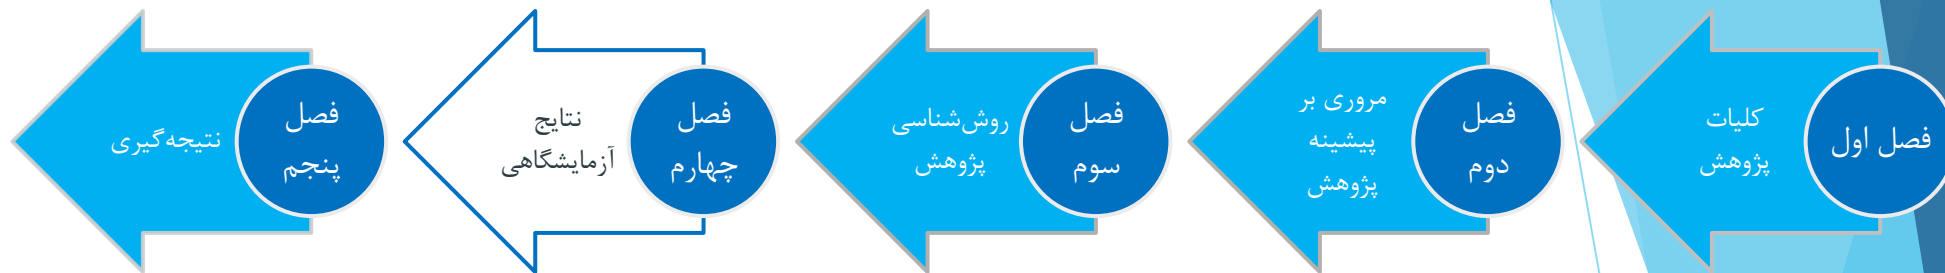 فصل اول
کلیات
پژوهش
فصل
دوم
مروری بر
پیشینه
پژوهش
فصل
سوم
روش‌شناسی
پژوهش
فصل
چهارم
نتایج
آزمایشگاهی
فصل
پنجم
نتیجه‌گیری